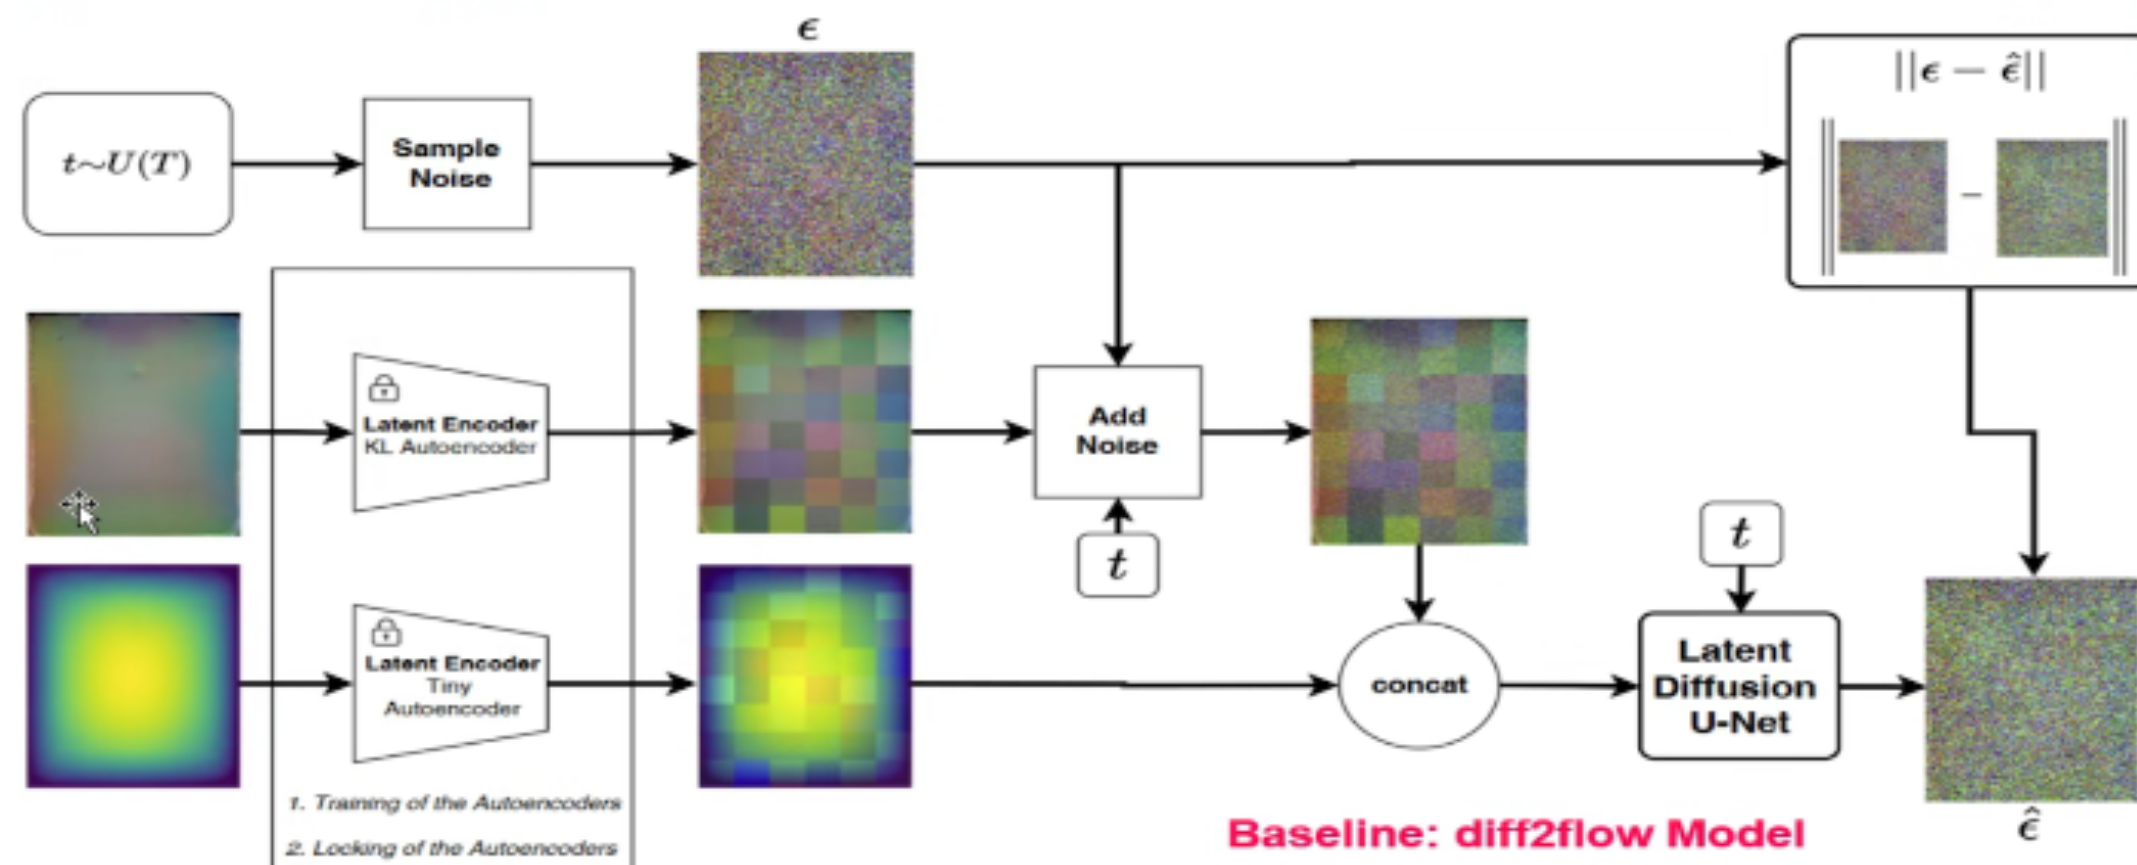 ϵ
||ϵ − ϵ̂||
t~U(T)
Sample
Noise
−
Latent Encoder
KL Autoencoder
Add
Noise
t
t
Latent Encoder
Tiny
Autoencoder
concat
Latent
Diffusion
U-Net
1. Training of the Autoencoders
2. Locking of the Autoencoders
Baseline: diff2flow Model
ϵ̂